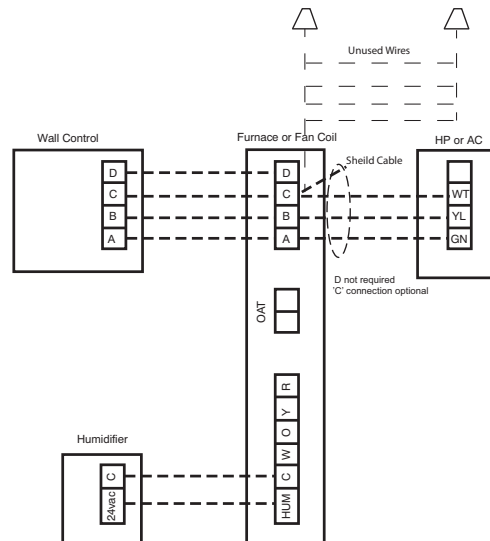 Unused Wires
Wall Control
Furnace or Fan Coil
HP or AC
Sheild Cable
D
C
B
A
D
C
B
A
WT
YL
GN
D not required
'C' connection optional
OAT
R
Y
O
W
C
HUM
Humidifier
C
24vac